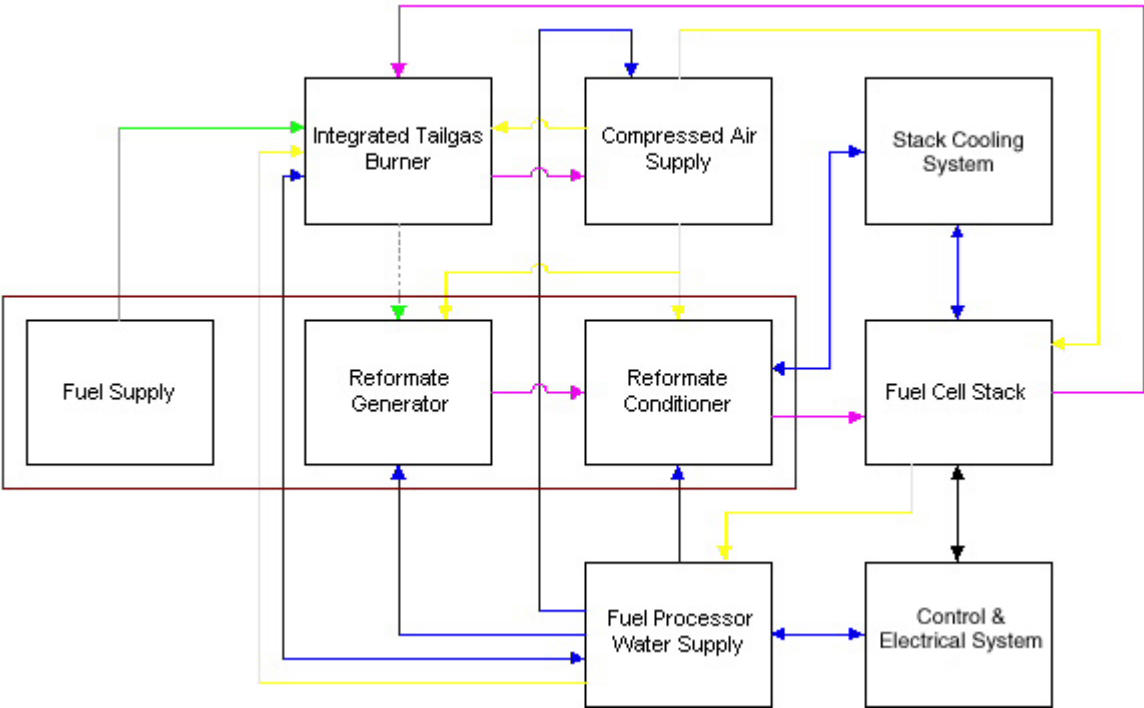 Integrated Tailgas
Burner
Compressed Air
Supply
Stack Cooling
System
Fuel Supply
Reformate
Generator
Reformate
Conditioner
Fuel Cell Stack
Fuel Processor
Water Supply
Control &
Electrical System